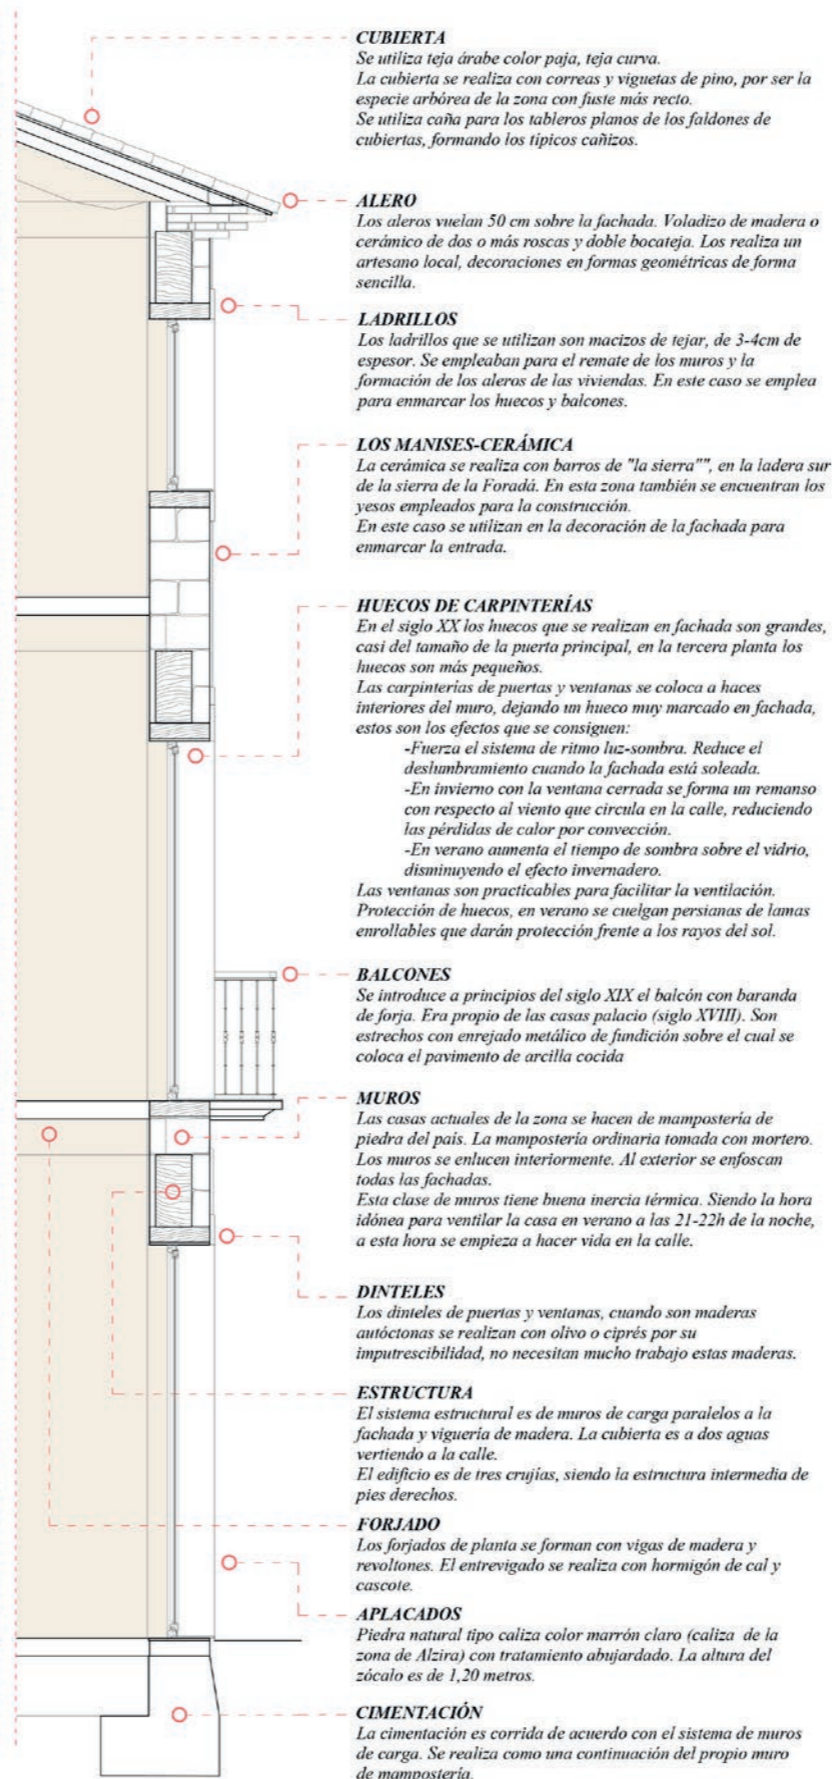 CUBIERTA
Se utiliza teja árabe color paja, teja curva.
La cubierta se realiza con correas y viguetas de pino, por ser la
especie arbórea de la zona con fuste más recto.
Se utiliza caña para los tableros planos de los faldones de
cubiertas, formando los típicos cañizos.
ALERO
Los aleros vuelan 50 cm sobre la fachada. Voladizo de madera o
cerámico de dos o más roscas y doble bocateja. Los realiza un
artesano local, decoraciones en formas geométricas de forma
sencilla.
LADRILLOS
Los ladrillos que se utilizan son macizos de tejar, de 3-4cm de
espesor. Se empleaban para el remate de los muros y la
formación de los aleros de las viviendas. En este caso se emplea
para enmarcar los huecos y balcones.
LOS MANISES-CERÁMICA
La cerámica se realiza con barros de "la sierra"", en la ladera sur
de la sierra de la Foradá. En esta zona también se encuentran los
yesos empleados para la construcción.
En este caso se utilizan en la decoración de la fachada para
enmarcar la entrada.
HUECOS DE CARPINTERÍAS
En el siglo XX los huecos que se realizan en fachada son grandes,
casi del tamaño de la puerta principal, en la tercera planta los
huecos son más pequeños.
Las carpinterías de puertas y ventanas se coloca a haces
interiores del muro, dejando un hueco muy marcado en fachada,
estos son los efectos que se consiguen:
-Fuerza el sistema de ritmo luz-sombra. Reduce el
deslumbramiento cuando la fachada está soleada.
-En invierno con la ventana cerrada se forma un remanso
con respecto al viento que circula en la calle, reduciendo
las pérdidas de calor por convección.
-En verano aumenta el tiempo de sombra sobre el vidrio,
disminuyendo el efecto invernadero.
Las ventanas son practicables para facilitar la ventilación.
Protección de huecos, en verano se cuelgan persianas de lamas
enrollables que darán protección frente a los rayos del sol.
BALCONES
Se introduce a principios del siglo XIX el balcón con baranda
de forja. Era propio de las casas palacio (siglo XVIII). Son
estrechos con enrejado metálico de fundición sobre el cual se
coloca el pavimento de arcilla cocida
MUROS
Las casas actuales de la zona se hacen de mampostería de
piedra del país. La mampostería ordinaria tomada con mortero.
Los muros se enlucen interiormente. Al exterior se enfoscan
todas las fachadas.
Esta clase de muros tiene buena inercia térmica. Siendo la hora
idónea para ventilar la casa en verano a las 21-22h de la noche,
a esta hora se empieza a hacer vida en la calle.
DINTELES
Los dinteles de puertas y ventanas, cuando son maderas
autóctonas se realizan con olivo o ciprés por su
imputrescibilidad, no necesitan mucho trabajo estas maderas.
ESTRUCTURA
El sistema estructural es de muros de carga paralelos a la
fachada y viguería de madera. La cubierta es a dos aguas
vertiendo a la calle.
El edificio es de tres crujías, siendo la estructura intermedia de
pies derechos.
FORJADO
Los forjados de planta se forman con vigas de madera y
revoltones. El entrevigado se realiza con hormigón de cal y
cascote.
APLACADOS
Piedra natural tipo caliza color marrón claro (caliza de la
zona de Alzira) con tratamiento abujardado. La altura del
zócalo es de 1,20 metros.
CIMENTACIÓN
La cimentación es corrida de acuerdo con el sistema de muros
de carga. Se realiza como una continuación del propio muro
de mampostería.